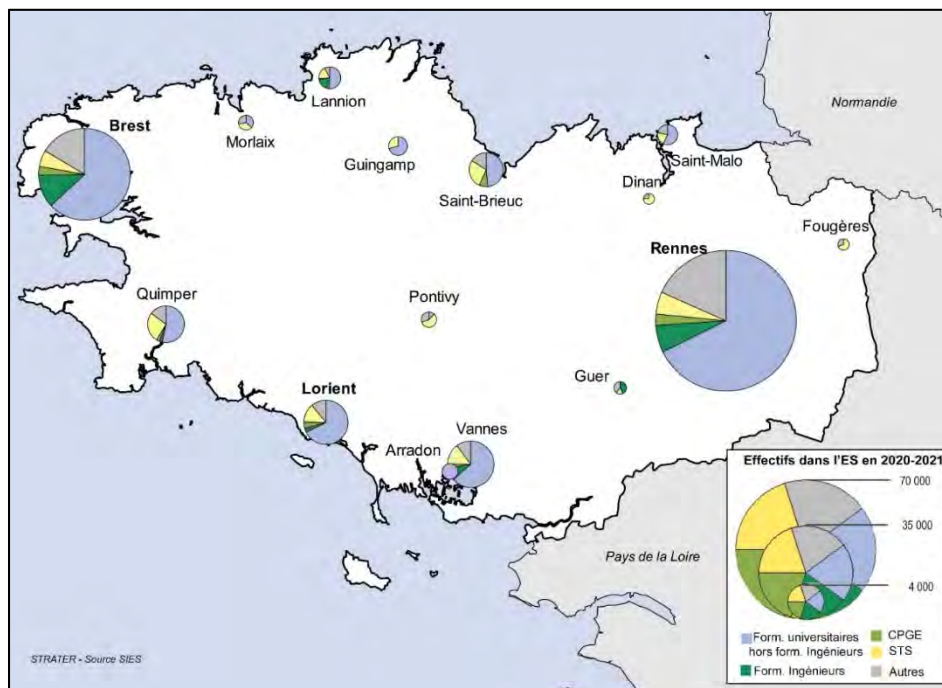 Normandie
Lannion
Morlaix
Brest
Guingamp
Saint-Malo
Saint-Brieuc
Dinan
Fougères
Rennes
Quimper
Pontivy
Guer
Lorient
Vannes
Arradon
Pays de la Loire
STRATER - Source SIES
Effectifs dans l'ES en 2020-2021
70 000
35 000
4 000
Form. universitaires
hors form. Ingénieurs
Form. Ingénieurs
CPGE
STS
Autres